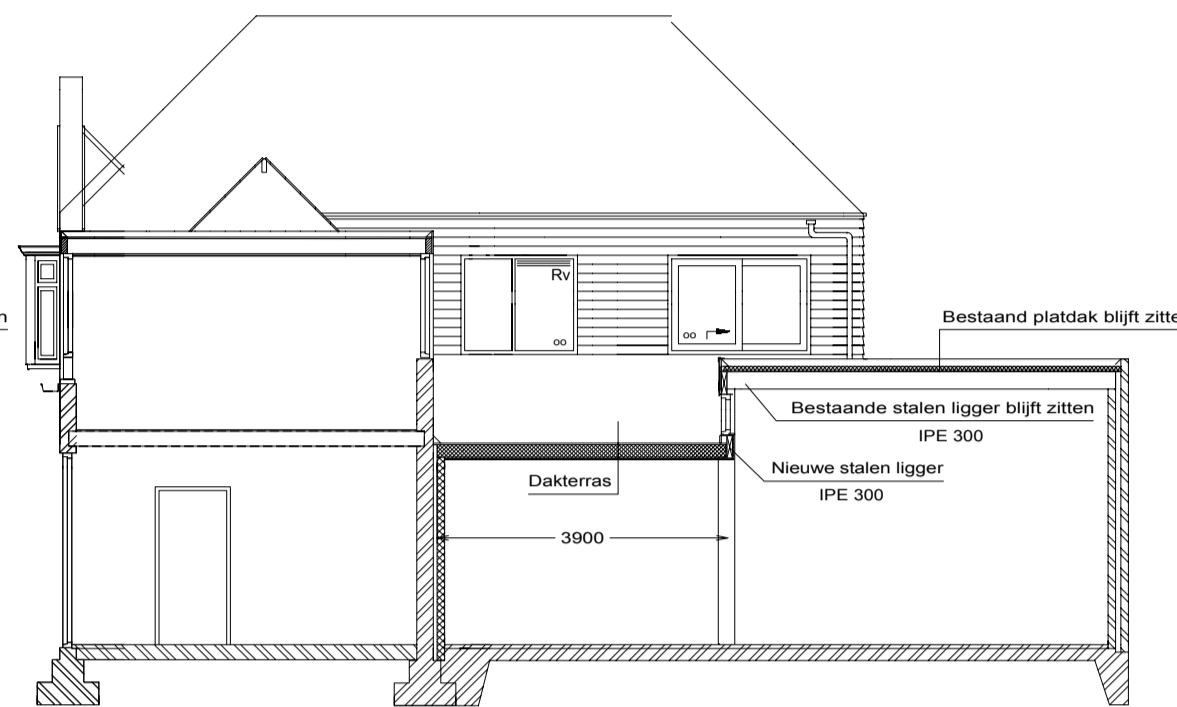 Rv
oo
oo
n
Bestaand platdak blijft zitte
Bestaande stalen ligger blijft zitten
IPE 300
Nieuwe stalen ligger
IPE 300
Dakterras
3900